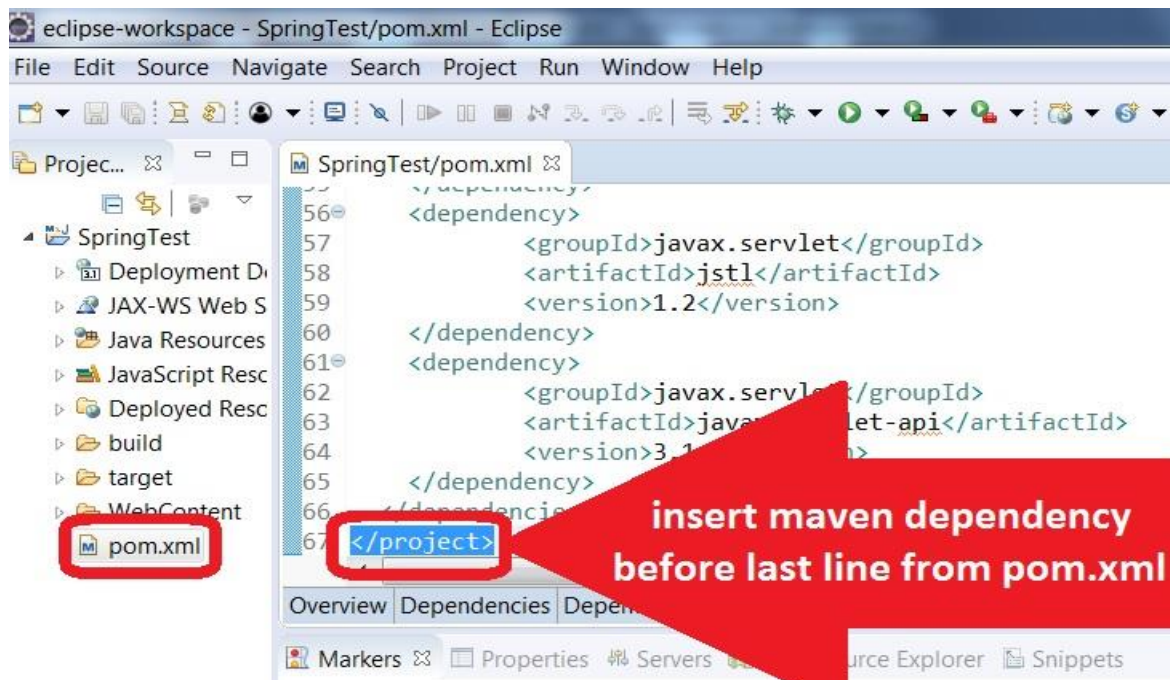 eclipse-workspace - SpringTest/pom.xml - Eclipse
File Edit Source Navigate Search Project Run Window Help
Projec...
SpringTest/pom.xml
SpringTest
Deployment De
JAX-WS Web S
Java Resources
JavaScript Resc
Deployed Resc
build
target
WebContent
pom.xml
</dependency>
56 <dependency>
57 <groupId>javax.servlet</groupId>
58 <artifactId>jstl</artifactId>
59 <version>1.2</version>
60 </dependency>
61 <dependency>
62 <groupId>javax.servlet</groupId>
63 let-api</artifactId>
64 <version>3.1
65 </dependency>
66
67 </project>
insert maven dependency
before last line from pom.xml
Overview Dependencies
Markers Properties Servers Explorer Snippets